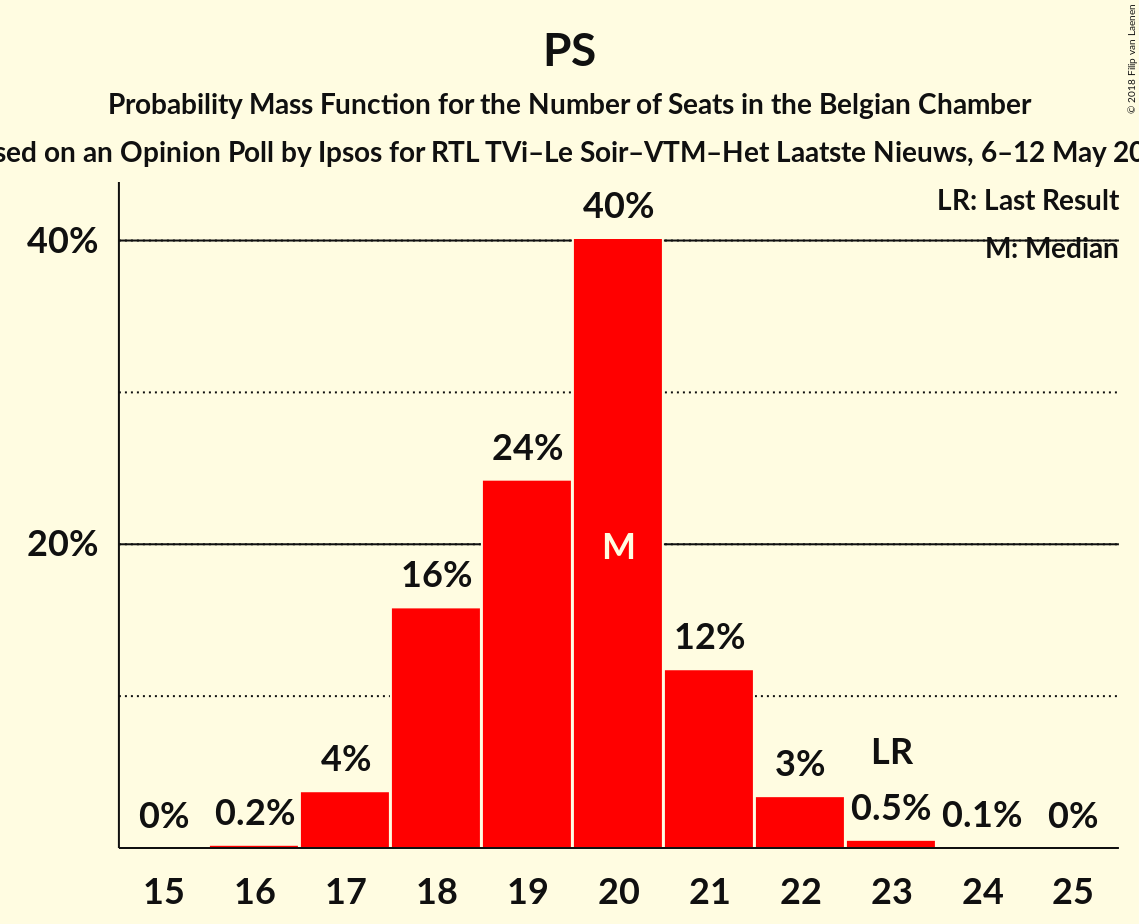 PS
Probability Mass Function for the Number of Seats in the Belgian Chamber
on an Opinion Poll by Ipsos for RTL TVi–Le Soir–VTM–Het Laatste Nieuws, 6–12 May
© 2018 Filip van Laenen
LR: Last Result
M: Median
40%
20%
0%
0.2%
4%
16%
24%
40%
M
12%
3%
LR
0.5%
0.1%
0%
15 16 17 18 19 20 21 22 23 24 25